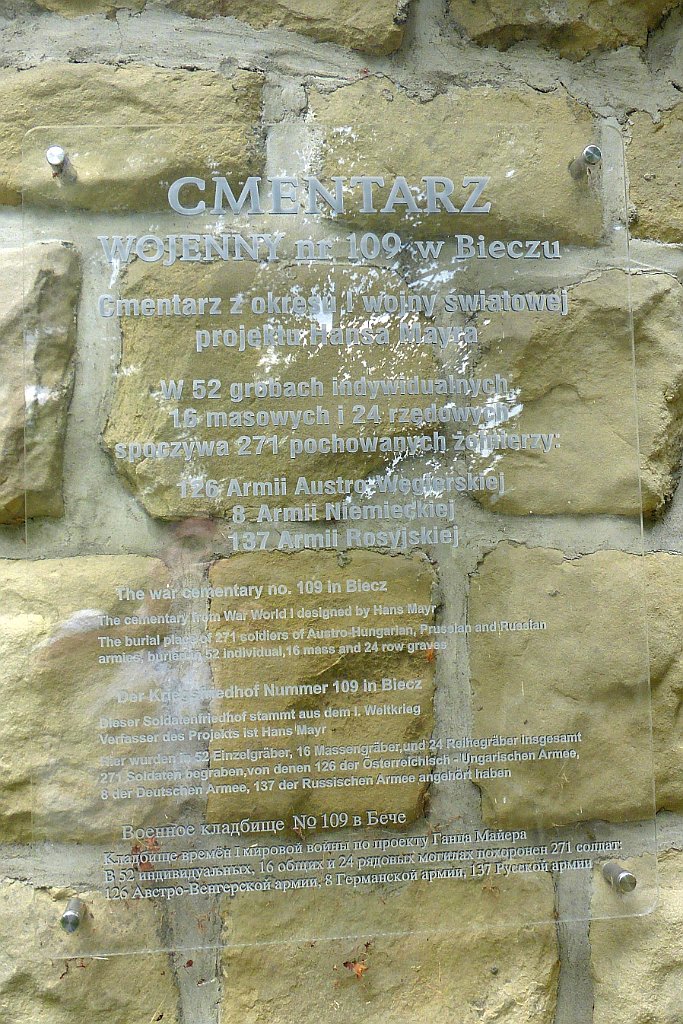 CMENTARZ
WOJENNY nr 109 w Bieczu
Cmentarz z okresu I wojny światowej
projektu Hansa Mayra
W 52 grobach indywidualnych,
16 masowych i 24 rzędowych
spoczywa 271 pochowanych żołnierzy:
126 Armii Austro-Węgierskiej
8 Armii Niemieckiej
137 Armii Rosyjskiej
The war cementary no. 109 in Biecz
The cementary from War World I designed by Hans Mayr
The burial place of 271 soldiers of Austro-Hungarian, Prussian and Russian
armies, buried in 52 individual,16 mass and 24 row graves
Der Kriegsfriedhof Nummer 109 in Biecz
Dieser Soldatenfriedhof stammt aus dem I. Weltkrieg
Verfasser des Projekts ist Hans Mayr
Hier wurden in 52 Einzelgräber, 16 Massengräber,und 24 Reihegräber insgesamt
271 Soldaten begraben,von denen 126 der Österreichisch - Ungarischen Armee,
8 der Deutschen Armee, 137 der Russischen Armee angehört haben
Военное кладбище № 109 в Бече
Кладбище времён I мировой войны по проекту Ганца Майера
В 52 индивидуальных, 16 общих и 24 рядовых могилах похоронен 271 солдат:
126 Австро-Венгерской армии, 8 Германской армии, 137 Русской армии